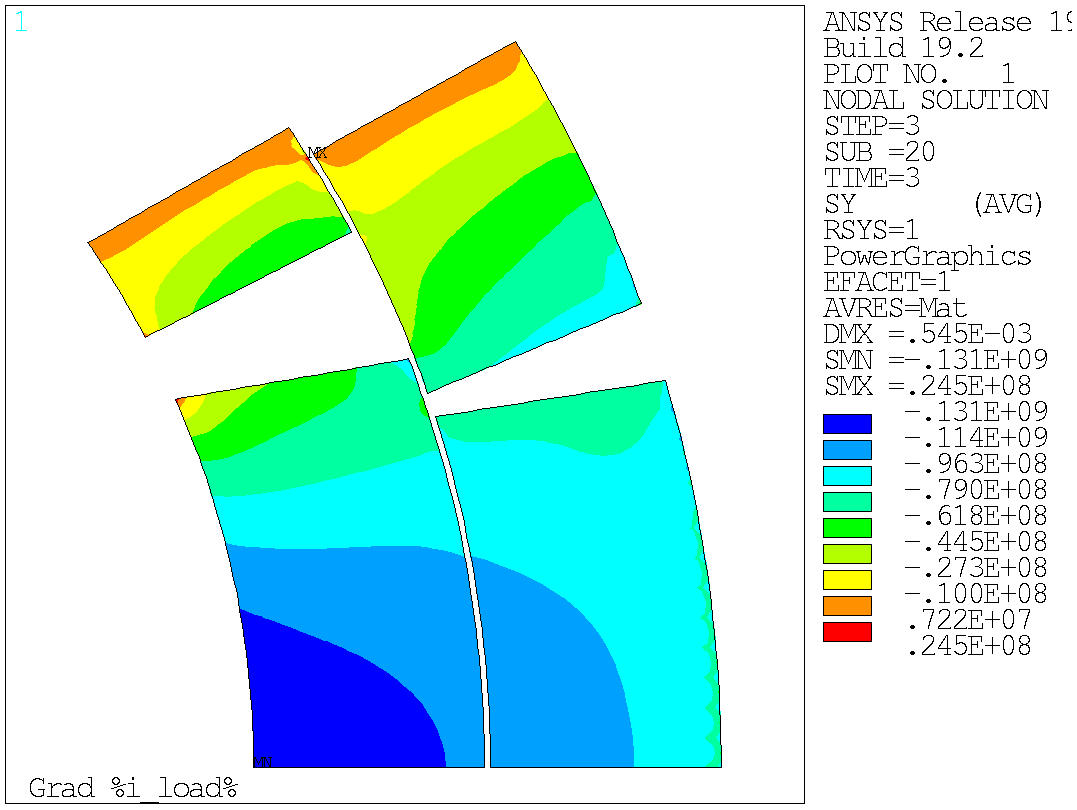 1
ANSYS Release 19
Build 19.2
PLOT NO. 1
NODAL SOLUTION
STEP=3
SUB =20
TIME=3
SY (AVG)
RSYS=1
PowerGraphics
EFACET=1
AVRES=Mat
DMX =.545E-03
SMN =-.131E+09
SMX =.245E+08
-.131E+09
-.114E+09
-.963E+08
-.790E+08
-.618E+08
-.445E+08
-.273E+08
-.100E+08
.722E+07
.245E+08
MX
MN
Grad %i_load%